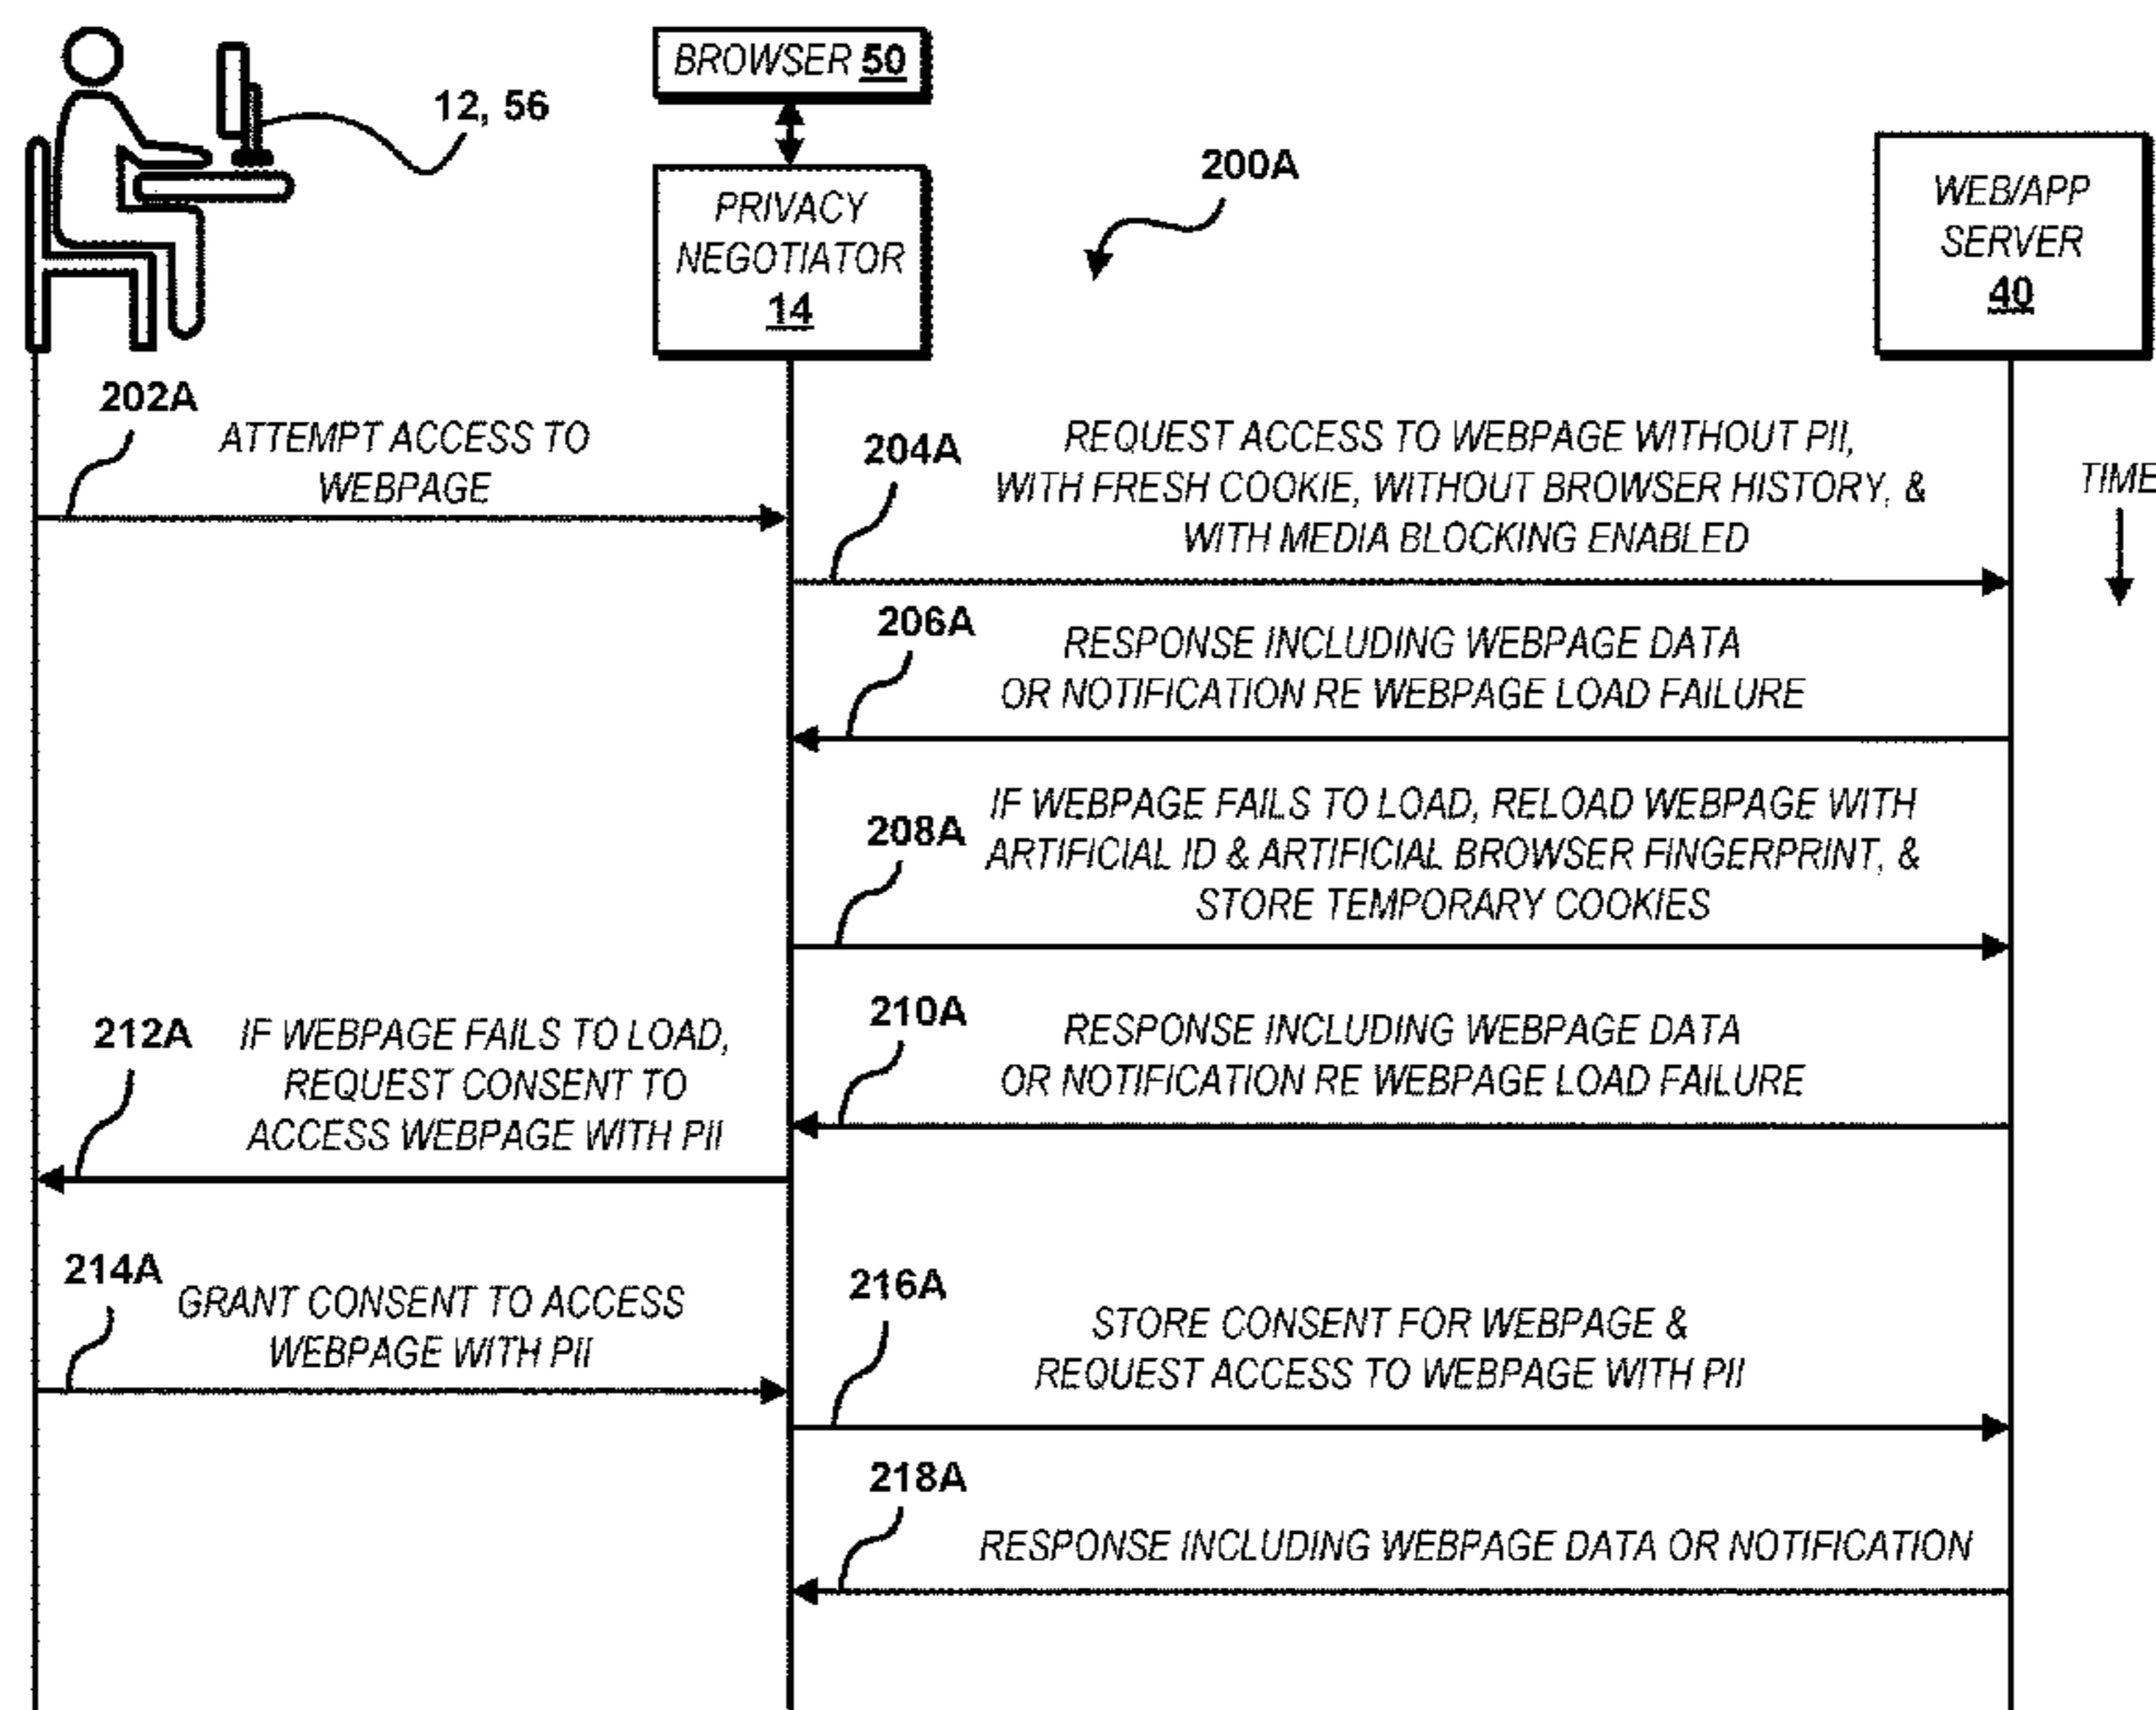 BROWSER 50
12, 56
PRIVACY
NEGOTIATOR
14
200A
WEB/APP
SERVER
40
202A
ATTEMPT ACCESS TO
WEBPAGE
204A
REQUEST ACCESS TO WEBPAGE WITHOUT PII,
WITH FRESH COOKIE, WITHOUT BROWSER HISTORY, &
WITH MEDIA BLOCKING ENABLED
TIME
206A
RESPONSE INCLUDING WEBPAGE DATA
OR NOTIFICATION RE WEBPAGE LOAD FAILURE
208A
IF WEBPAGE FAILS TO LOAD, RELOAD WEBPAGE WITH
ARTIFICIAL ID & ARTIFICIAL BROWSER FINGERPRINT, &
STORE TEMPORARY COOKIES
210A
RESPONSE INCLUDING WEBPAGE DATA
OR NOTIFICATION RE WEBPAGE LOAD FAILURE
212A
IF WEBPAGE FAILS TO LOAD,
REQUEST CONSENT TO
ACCESS WEBPAGE WITH PII
214A
GRANT CONSENT TO ACCESS
WEBPAGE WITH PII
216A
STORE CONSENT FOR WEBPAGE &
REQUEST ACCESS TO WEBPAGE WITH PII
218A
RESPONSE INCLUDING WEBPAGE DATA OR NOTIFICATION